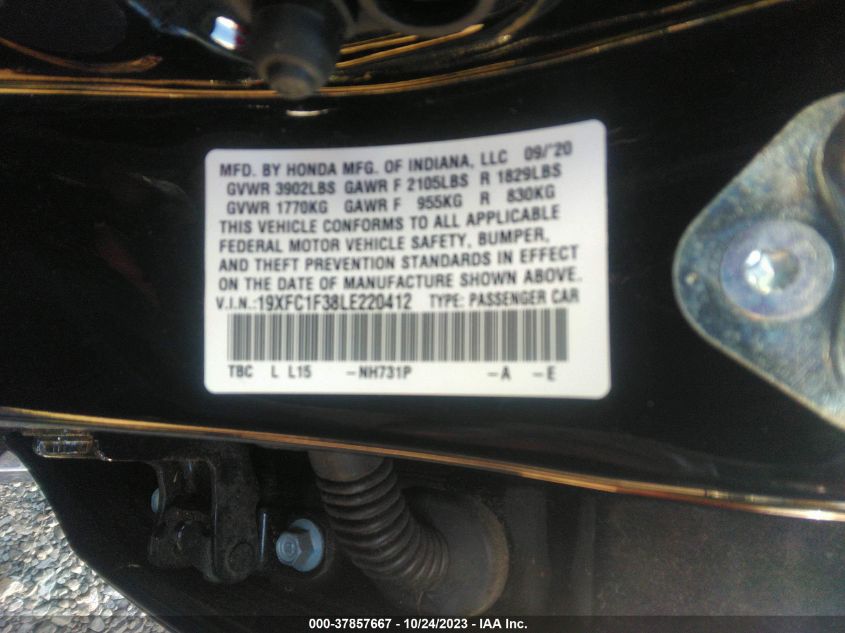 MFD. BY HONDA MFG. OF INDIANA, LLC 09/'20
GVWR 3902LBS GAWR F 2105LBS R 1829LBS
GVWR 1770KG GAWR F 955KG R 830KG
THIS VEHICLE CONFORMS TO ALL APPLICABLE
FEDERAL MOTOR VEHICLE SAFETY, BUMPER,
AND THEFT PREVENTION STANDARDS IN EFFECT
ON THE DATE OF MANUFACTURE SHOWN ABOVE.
V.I.N.:19XFC1F38LE220412 TYPE: PASSENGER CAR
TBC L L15 -NH731P -A -E
000-37857667 - 10/24/2023 - IAA Inc.